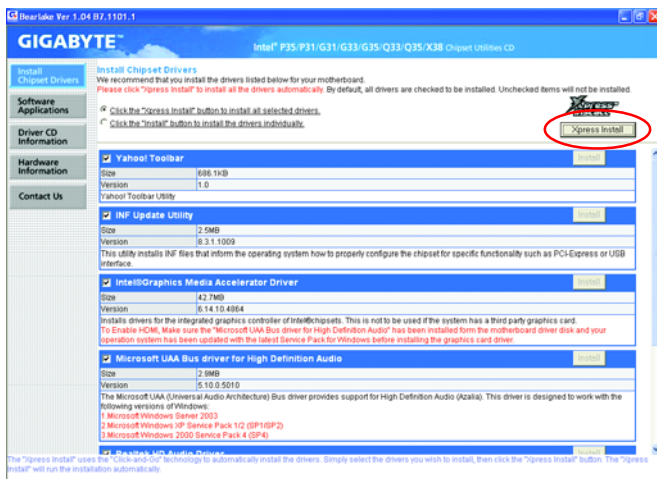 Bearlake Ver 1.04 B7.1101.1
GIGABYTE™
Intel® P35/P31/G31/G33/G35/Q33/Q35/X38 Chipset Utilities CD
Install
Chipset Drivers
Software
Applications
Driver CD
Information
Hardware
Information
Contact Us
Install Chipset Drivers
We recommend that you install the drivers listed below for your motherboard.
Please click "Xpress Install" to install all the drivers automatically. By default, all drivers are checked to be installed. Unchecked items will not be installed.
Click the "Xpress Install" button to install all selected drivers.
Click the "Install" button to install the drivers individually.
Xpress
Install
Xpress Install
Yahoo! Toolbar Install
Size 686.1KB
Version 1.0
Yahoo! Toolbar Utility
INF Update Utility Install
Size 2.5MB
Version 8.3.1.1009
This utility installs INF files that inform the operating system how to properly configure the chipset for specific functionality such as PCI-Express or USB
interface.
Intel®Graphics Media Accelerator Driver Install
Size 42.7MB
Version 6.14.10.4864
Installs drivers for the integrated graphics controller of Intel®chipsets. This is not to be used if the system has a third party graphics card.
To Enable HDMI, Make sure the "Microsoft UAA Bus driver for High Definition Audio" has been installed form the motherboard driver disk and your
operation system has been updated with the latest Service Pack for Windows before installing the graphics card driver.
Microsoft UAA Bus driver for High Definition Audio Install
Size 2.9MB
Version 5.10.0.5010
The Microsoft UAA (Universal Audio Architecture) Bus driver provides support for High Definition Audio (Azalia). This driver is designed to work with the
following versions of Windows:
1.Microsoft Windows Server 2003
2.Microsoft Windows XP Service Pack 1/2 (SP1/SP2)
3.Microsoft Windows 2000 Service Pack 4 (SP4)
Realtek HD Audio Driver Install
The "Xpress Install" uses the "Click-and-Go" technology to automatically install the drivers. Simply select the drivers you wish to install, then click the "Xpress Install" button. The "Xpress
Install" will run the installation automatically.